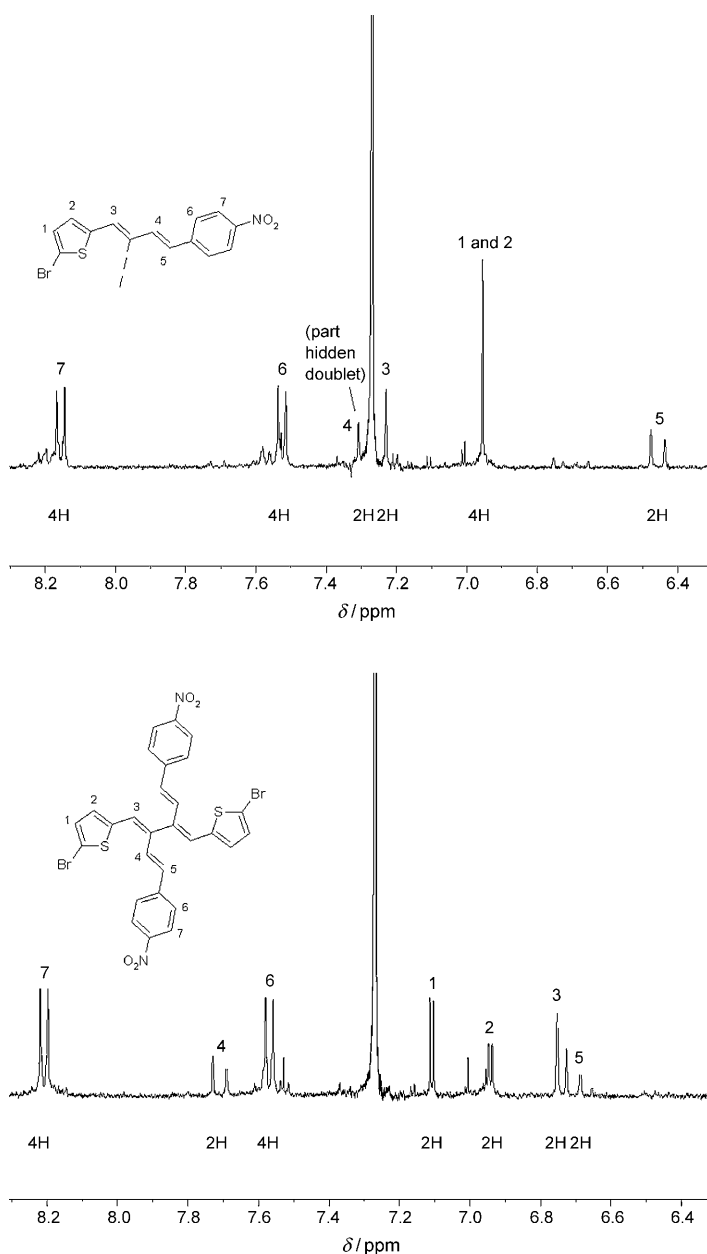 7
6
NO2
3
4
2
1
S
5
Br
I
1 and 2
(part
hidden
doublet)
7
6
4
3
5
4H
4H
2H 2H
4H
2H
8.2 8.0 7.8 7.6 7.4 7.2 7.0 6.8 6.6 6.4
δ / ppm
NO2
Br
S
2
3
1
S
Br
4
5
6
7
O2N
7
4
6
1
2
3
5
4H
2H
4H
2H
2H
2H 2H
8.2 8.0 7.8 7.6 7.4 7.2 7.0 6.8 6.6 6.4
δ / ppm